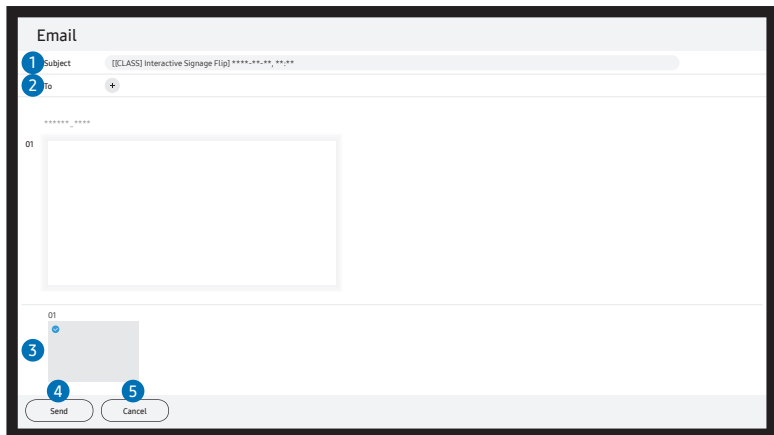 Email
1 Subject [[CLASS] Interactive Signage Flip] ****-**-**, **:**
2 To +
******_****
01
01
3
4 5
Send Cancel